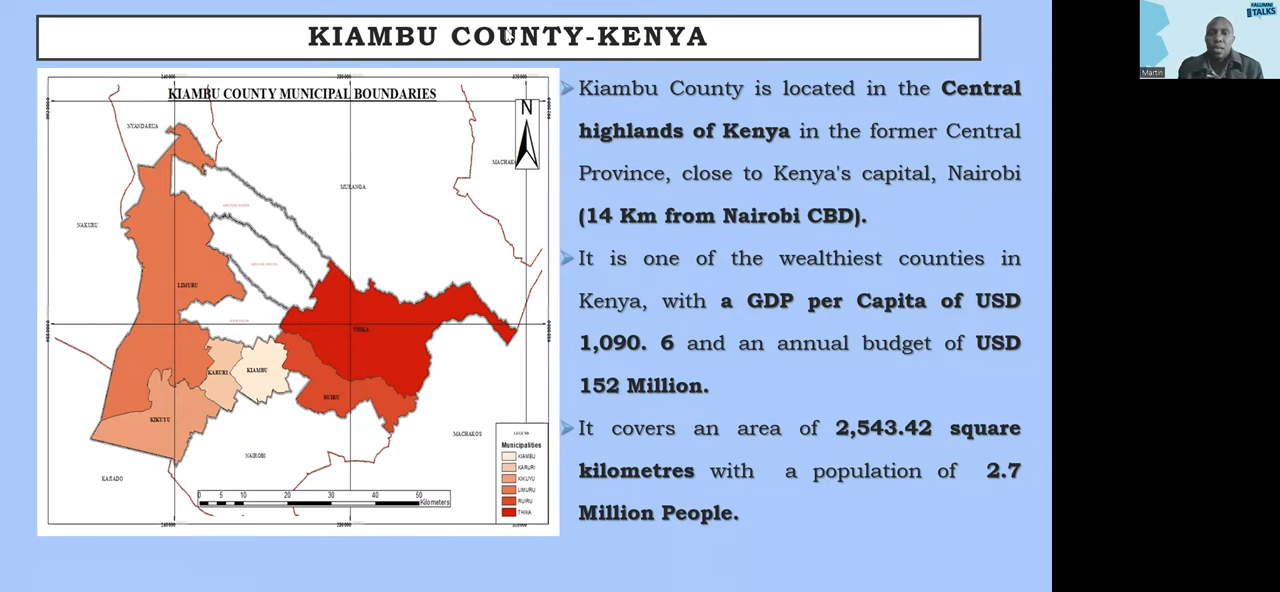 KIAMBU COUNTY-KENYA
#ALUMNI
TALKS
Martin
KIAMBU COUNTY MUNICIPAL BOUNDARIES
N
NYANDARUA
MURANGA
NAKURU
LIMURU
THIKA
KARURI
KIAMBU
RUIRU
KIKUYU
MACHAKOS
NAIROBI
KAJIADO
LEGEND
Municipalities
KIAMBU
KARURI
KIKUYU
LIMURU
RUIRU
THIKA
0 5 10 20 30 40 50
Kilometers
Kiambu County is located in the Central
highlands of Kenya in the former Central
Province, close to Kenya's capital, Nairobi
(14 Km from Nairobi CBD).
It is one of the wealthiest counties in
Kenya, with a GDP per Capita of USD
1,090. 6 and an annual budget of USD
152 Million.
It covers an area of 2,543.42 square
kilometres with a population of 2.7
Million People.